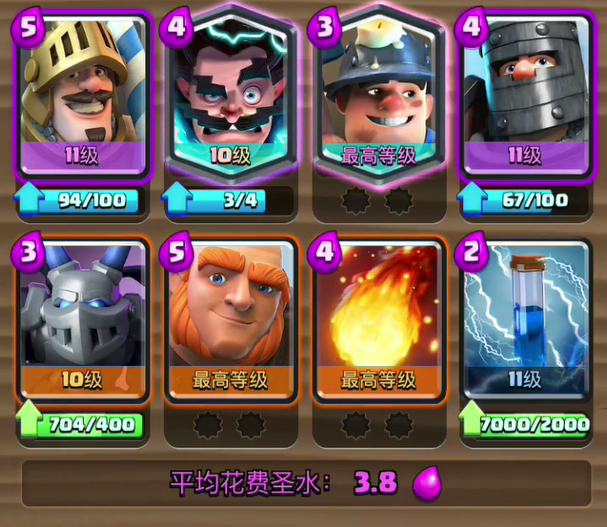 5 4 3 4
11级 10级 最高等级 11级
94/100 3/4 67/100
3 5 4 2
10级 最高等级 最高等级 11级
704/400 7000/2000
平均花费圣水: 3.8